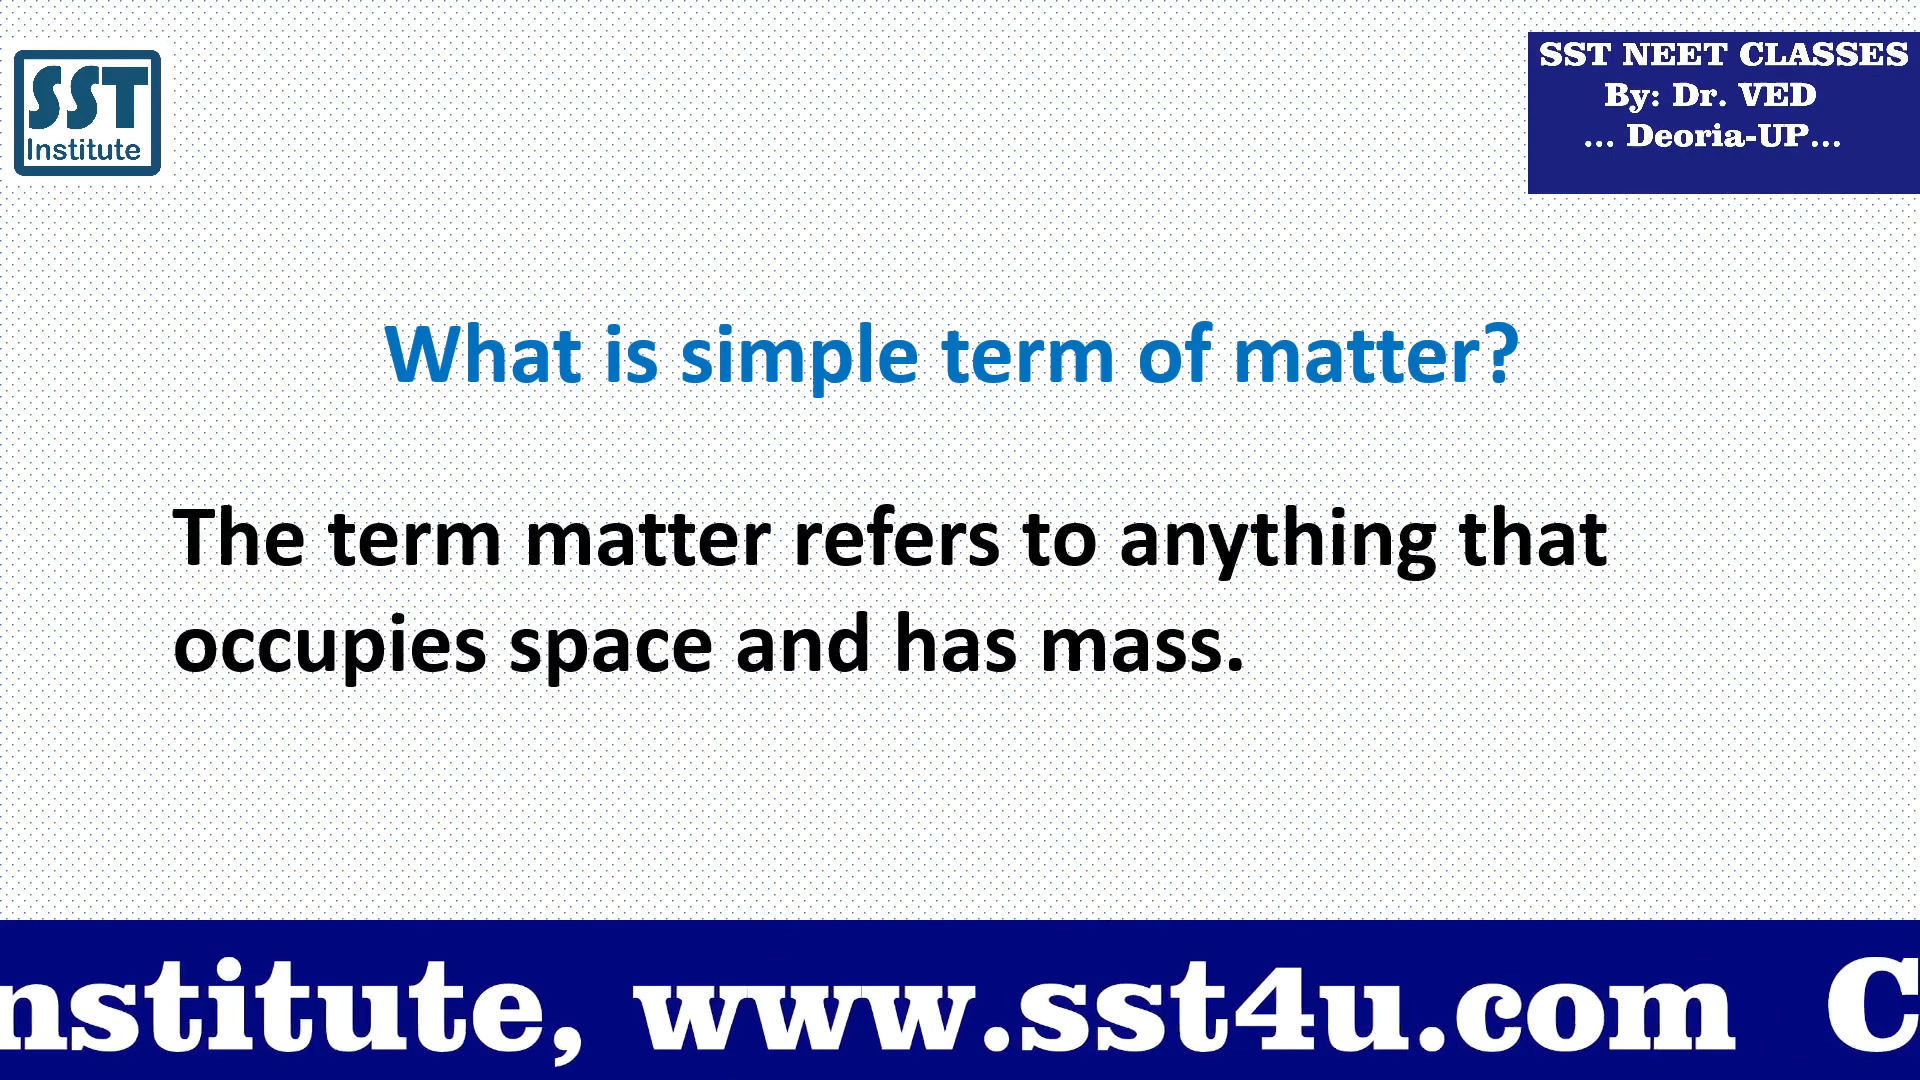 SST
Institute
SST NEET CLASSES
By: Dr. VED
... Deoria-UP...
What is simple term of matter?
The term matter refers to anything that
occupies space and has mass.
nstitute, www.sst4u.com C